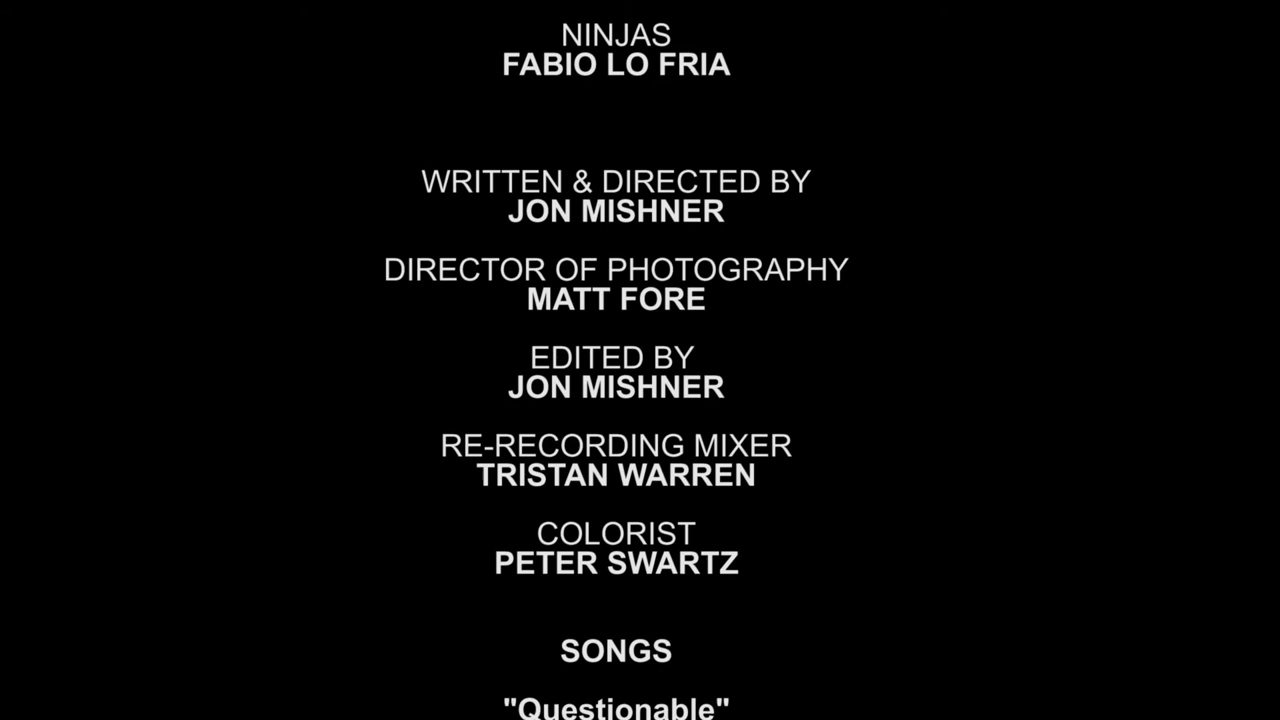 NINJAS
FABIO LO FRIA
WRITTEN & DIRECTED BY
JON MISHNER
DIRECTOR OF PHOTOGRAPHY
MATT FORE
EDITED BY
JON MISHNER
RE-RECORDING MIXER
TRISTAN WARREN
COLORIST
PETER SWARTZ
SONGS
"Questionable"